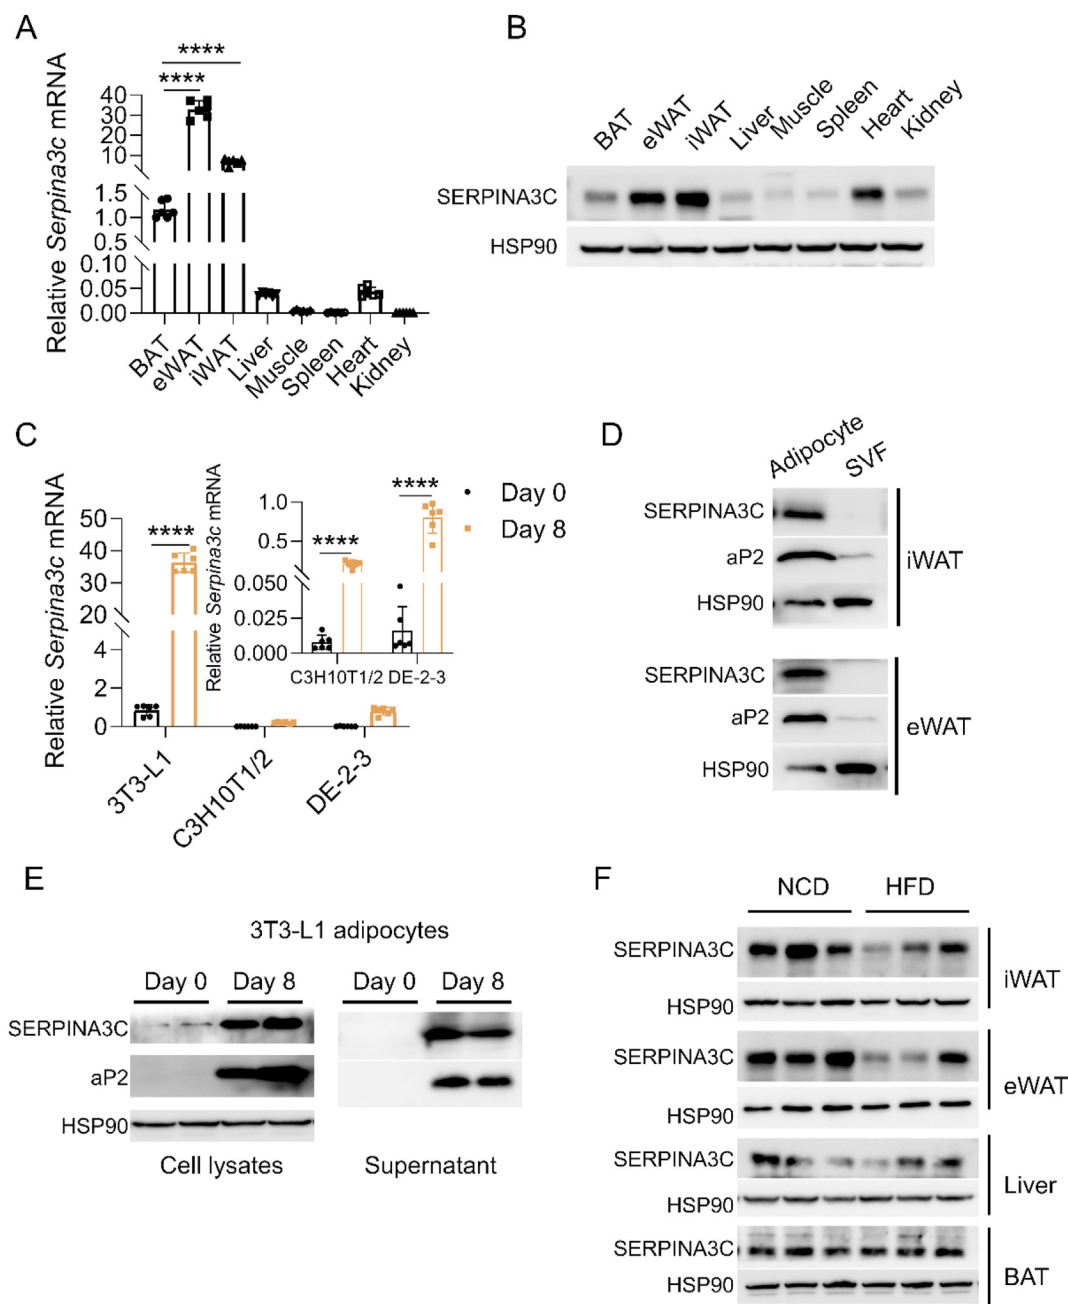 A
Relative Serpina3c mRNA
****
****
40
30
20
10
1.5
1.0
0.5
0.10
0.05
0.00
BAT
eWAT
iWAT
Liver
Muscle
Spleen
Heart
Kidney
B
BAT
eWAT
iWAT
Liver
Muscle
Spleen
Heart
Kidney
SERPINA3C
HSP90
C
Relative Serpina3c mRNA
50
40
30
20
4
2
0
****
3T3-L1
C3H10T1/2
DE-2-3
Relative Serpina3c mRNA
1.0
0.5
0.050
0.025
0.000
****
****
C3H10T1/2 DE-2-3
Day 0
Day 8
D
Adipocyte
SVF
SERPINA3C
aP2
HSP90
iWAT
SERPINA3C
aP2
HSP90
eWAT
E
3T3-L1 adipocytes
Day 0 Day 8 Day 0 Day 8
SERPINA3C
aP2
HSP90
Cell lysates Supernatant
F
NCD HFD
SERPINA3C
HSP90
iWAT
SERPINA3C
HSP90
eWAT
SERPINA3C
HSP90
Liver
SERPINA3C
HSP90
BAT